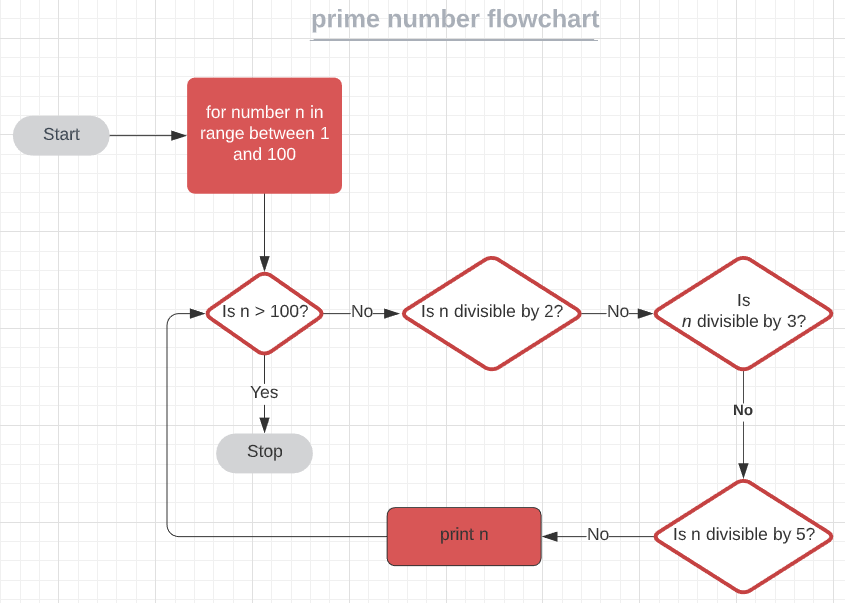 prime number flowchart
Start
for number n in
range between 1
and 100
Is n > 100?
No
Is n divisible by 2?
No
Is
n divisible by 3?
Yes
No
Stop
print n
No
Is n divisible by 5?